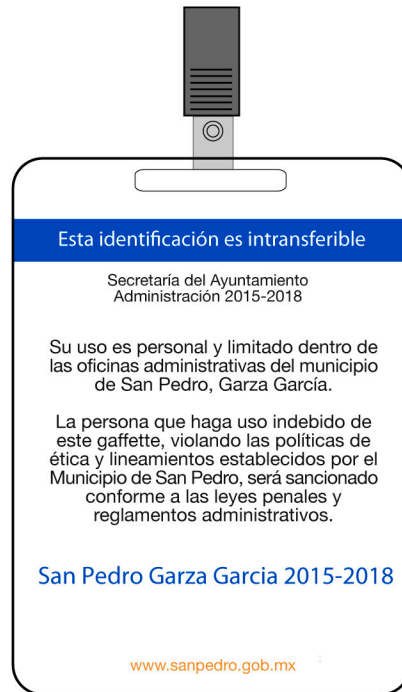 Esta identificación es intransferible
Secretaría del Ayuntamiento
Administración 2015-2018
Su uso es personal y limitado dentro de
las oficinas administrativas del municipio
de San Pedro, Garza García.
La persona que haga uso indebido de
este gaffette, violando las políticas de
ética y lineamientos establecidos por el
Municipio de San Pedro, será sancionado
conforme a las leyes penales y
reglamentos administrativos.
San Pedro Garza Garcia 2015-2018
www.sanpedro.gob.mx